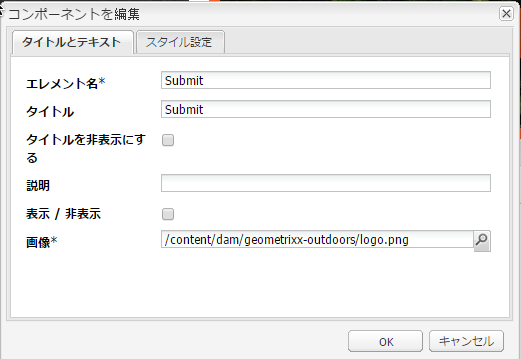 コンポーネントを編集
タイトルとテキスト スタイル設定
エレメント名* Submit
タイトル Submit
タイトルを非表示にす
る
説明
表示 / 非表示
画像* /content/dam/geometrixx-outdoors/logo.png
OK キャンセル